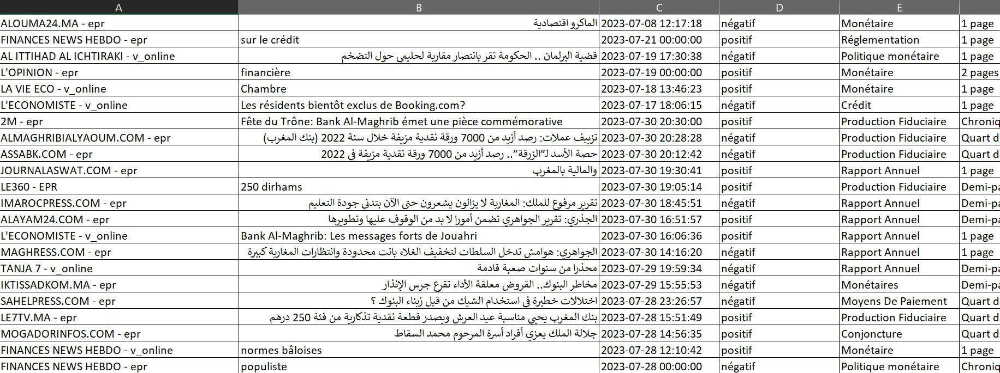 A B C D E
ALOUMA24.MA - epr الماكرو اقتصادية 2023-07-08 12:17:18 négatif Monétaire 1 page
FINANCES NEWS HEBDO - epr sur le crédit 2023-07-21 00:00:00 positif Réglementation 1 page
AL ITTIHAD AL ICHTIRAKI - v_online قضية البرلمان .. الحكومة تقر بانتصار مقاربة لحليمي حول التضخم 2023-07-19 17:30:38 négatif Politique monétaire 1 page
L'OPINION - epr financière 2023-07-19 00:00:00 positif Monétaire 2 pages
LA VIE ECO - v_online Chambre 2023-07-18 13:46:23 positif Monétaire 1 page
L'ECONOMISTE - v_online Les résidents bientôt exclus de Booking.com? 2023-07-17 18:06:15 négatif Crédit 1 page
2M - epr Fête du Trône: Bank Al-Maghrib émet une pièce commémorative 2023-07-30 20:30:00 positif Production Fiduciaire Chroniq
ALMAGHRIBIALYAOUM.COM - epr تزييف عملات: رصد أزيد من 7000 ورقة نقدية مزيفة خلال سنة 2022 (بنك المغرب) 2023-07-30 20:28:28 négatif Production Fiduciaire Quart d
ASSABK.COM - epr حصة الأسد لـ”الزرقة”.. رصد أزيد من 7000 ورقة نقدية مزيفة في 2022 2023-07-30 20:12:42 négatif Production Fiduciaire Quart d
JOURNALASWAT.COM - epr والمالية بالمغرب 2023-07-30 19:30:41 positif Rapport Annuel 1 page
LE360 - EPR 250 dirhams 2023-07-30 19:05:14 positif Production Fiduciaire Demi-pa
IMAROCPRESS.COM - epr تقرير مرفوع للملك: المغاربة لا يزالون يشعرون حتى الآن بتدني جودة التعليم 2023-07-30 18:45:51 négatif Rapport Annuel Demi-pa
ALAYAM24.COM - epr الجذري: تقرير الجواهري تضمن أمورا لا بد من الوقوف عليها وتطويرها 2023-07-30 16:51:57 positif Rapport Annuel Demi-pa
L'ECONOMISTE - v_online Bank Al-Maghrib: Les messages forts de Jouahri 2023-07-30 16:06:36 positif Rapport Annuel 1 page
MAGHRESS.COM - epr الجواهري: هوامش تدخل السلطات لتخفيف الغلاء باتت محدودة وانتظارات المغاربة كبيرة 2023-07-30 14:16:20 négatif Rapport Annuel 1 page
TANJA 7 - v_online محذرا من سنوات صعبة قادمة 2023-07-29 19:59:34 négatif Rapport Annuel Demi-pa
IKTISSADKOM.MA - epr مخاطر البنوك.. القروض معلقة الأداء تقرع جرس الإنذار 2023-07-29 15:55:53 négatif Monétaires Demi-pa
SAHELPRESS.COM - epr اختلالات خطيرة في استخدام الشيك من قبل زبناء البنوك ؟ 2023-07-28 23:26:57 négatif Moyens De Paiement Quart d
LE7TV.MA - epr بنك المغرب يحيي مناسبة عيد العرش ويصدر قطعة نقدية تذكارية من فئة 250 درهم 2023-07-28 15:51:49 positif Production Fiduciaire Quart d
MOGADORINFOS.COM - epr جلالة الملك يعزي أفراد أسرة المرحوم محمد السقاط 2023-07-28 14:56:35 positif Conjoncture Quart d
FINANCES NEWS HEBDO - v_online normes bâloises 2023-07-28 12:10:42 positif Monétaire 1 page
FINANCES NEWS HEBDO - epr populiste 2023-07-28 00:00:00 négatif Politique monétaire Chroniq